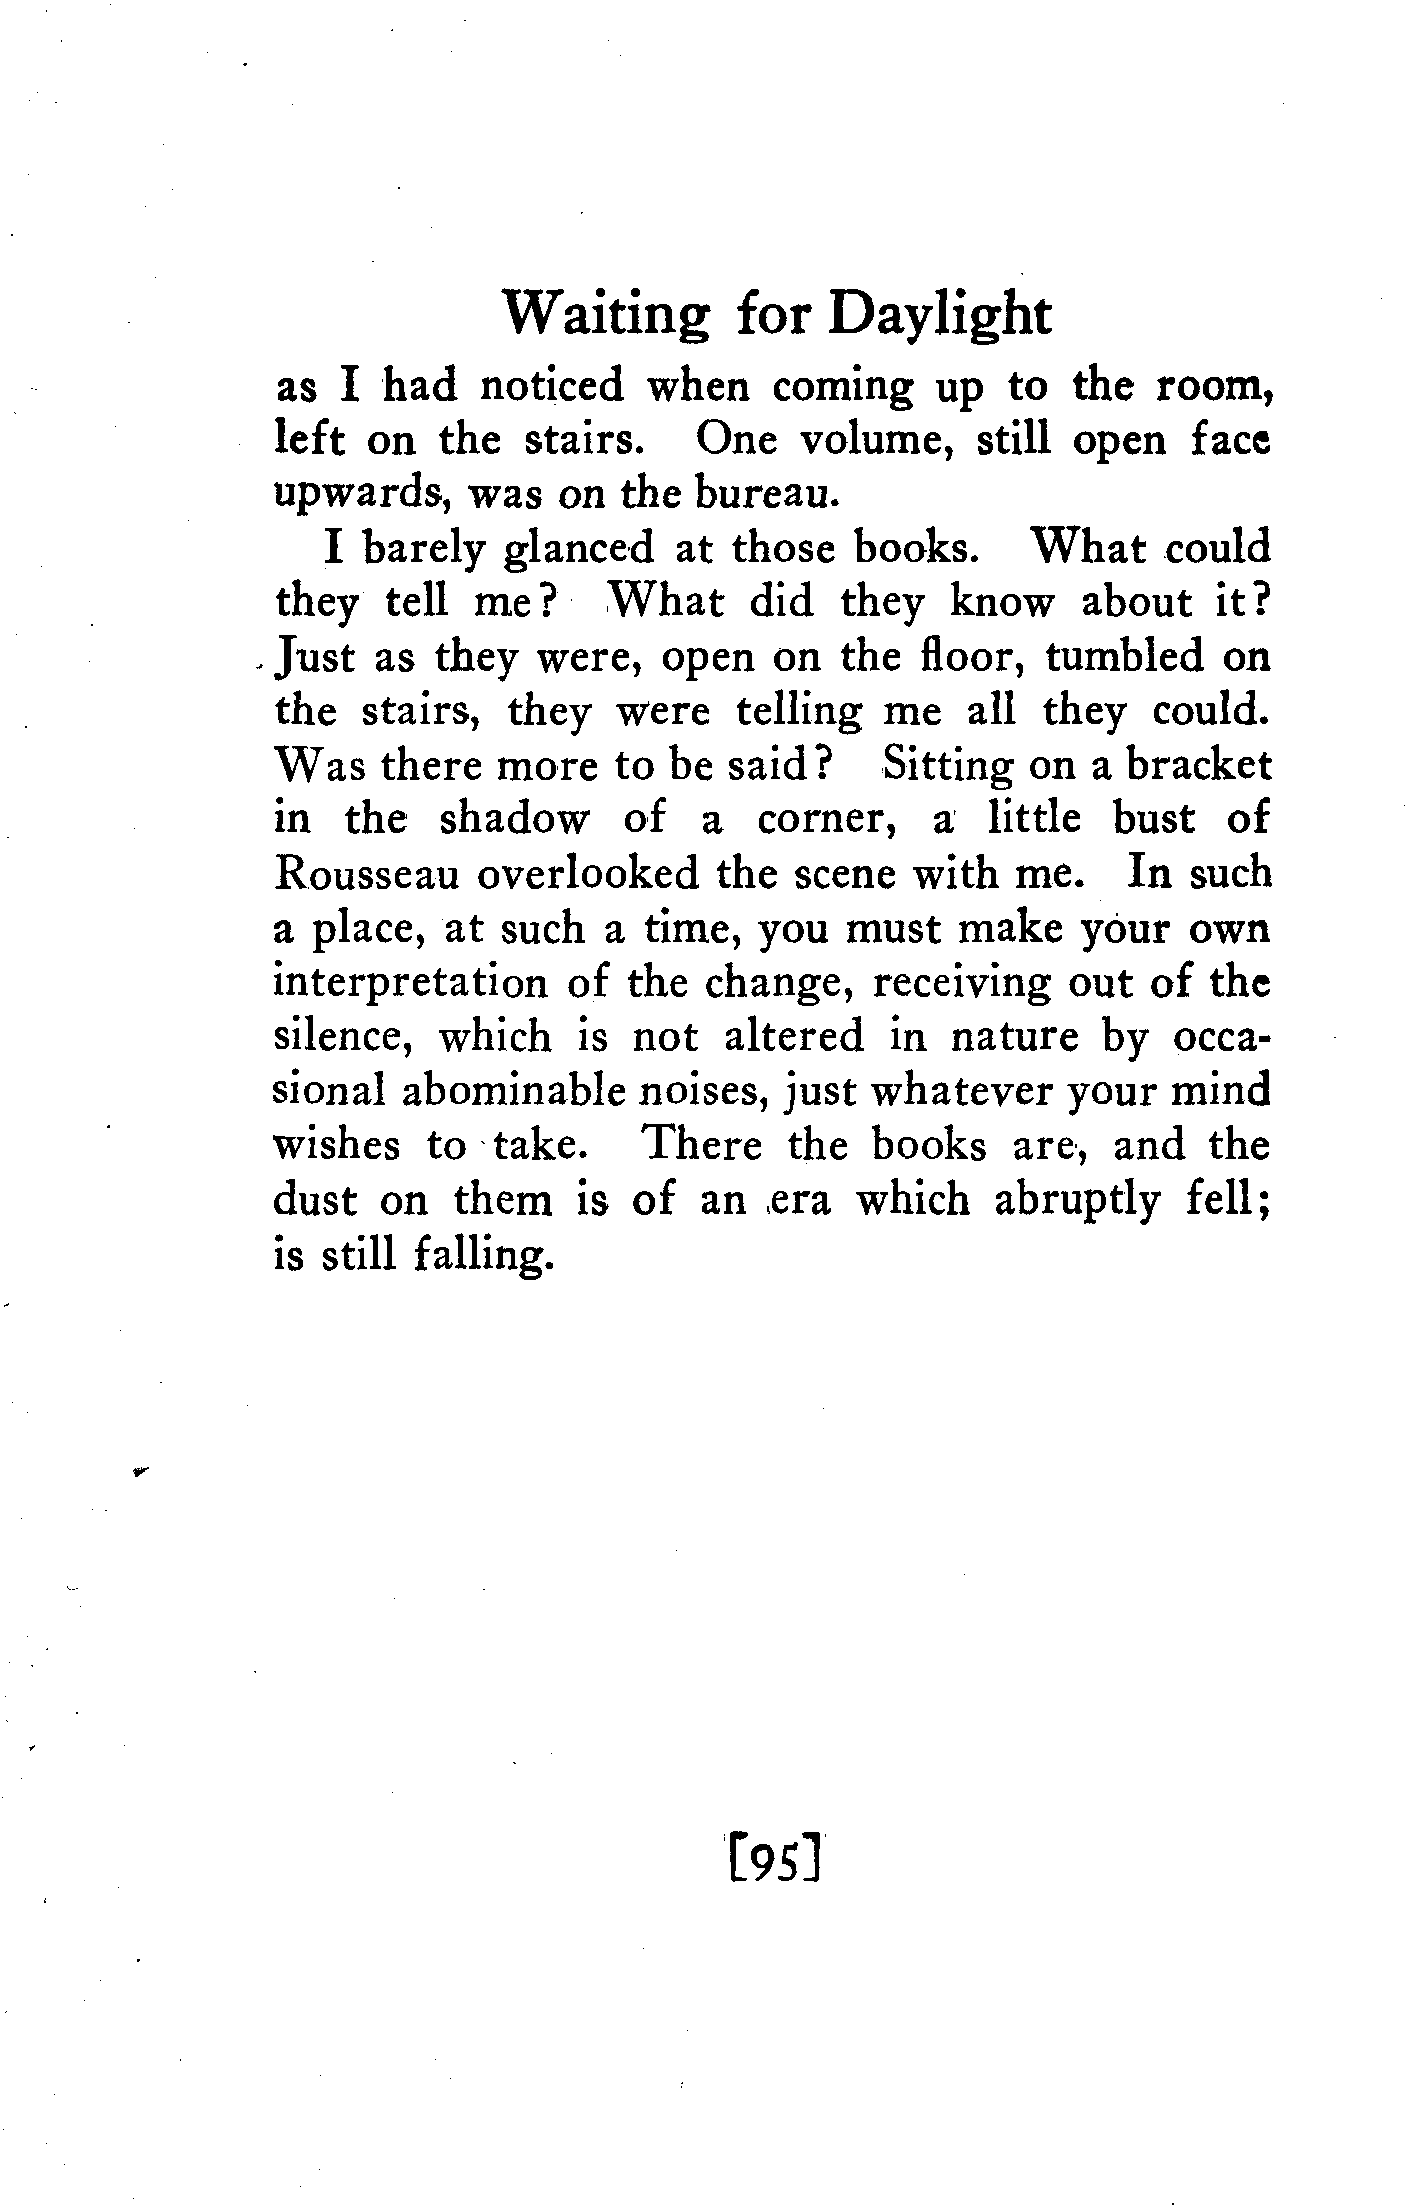 Waiting for Daylight
as I had noticed when coming up to the room,
left on the stairs. One volume, still open face
upwards, was on the bureau.
I barely glanced at those books. What could
they tell me? What did they know about it?
Just as they were, open on the floor, tumbled on
the stairs, they were telling me all they could.
Was there more to be said? Sitting on a bracket
in the shadow of a corner, a little bust of
Rousseau overlooked the scene with me. In such
a place, at such a time, you must make your own
interpretation of the change, receiving out of the
silence, which is not altered in nature by occa-
sional abominable noises, just whatever your mind
wishes to take. There the books are, and the
dust on them is of an era which abruptly fell;
is still falling.
[95]